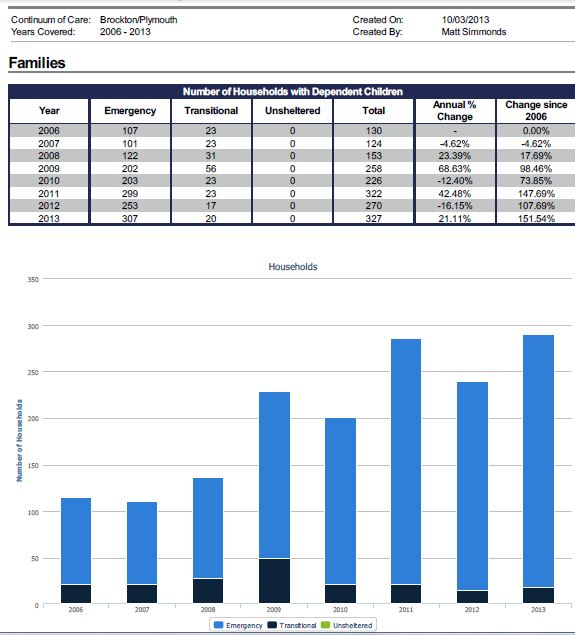 Continuum of Care: Brockton/Plymouth Created On: 10/03/2013
Years Covered: 2006 - 2013 Created By: Matt Simmonds
Families
Number of Households with Dependent Children
Year Emergency Transitional Unsheltered Total Annual % Change Change since 2006
2006 107 23 0 130 - 0.00%
2007 101 23 0 124 -4.62% -4.62%
2008 122 31 0 153 23.39% 17.69%
2009 202 56 0 258 68.63% 98.46%
2010 203 23 0 226 -12.40% 73.85%
2011 299 23 0 322 42.48% 147.69%
2012 253 17 0 270 -16.15% 107.69%
2013 307 20 0 327 21.11% 151.54%
Households
350
300
250
200
150
100
50
0
Number of Households
2006 2007 2008 2009 2010 2011 2012 2013
Emergency Transitional Unsheltered